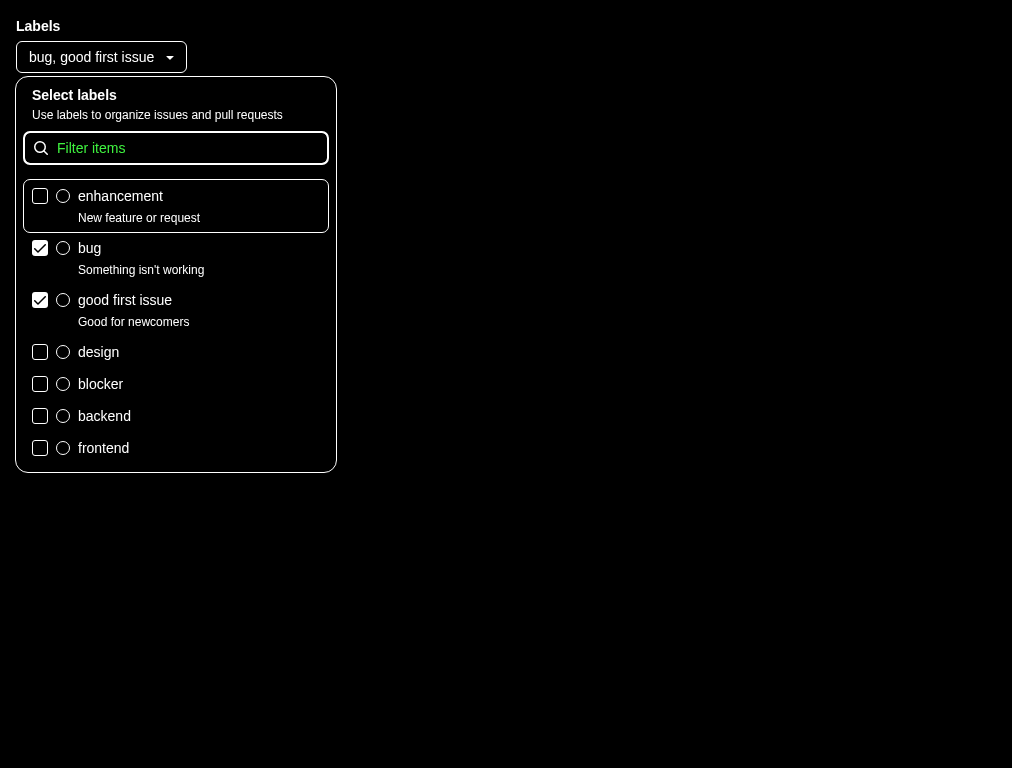 Labels
bug, good first issue
Select labels
Use labels to organize issues and pull requests
Filter items
enhancement
New feature or request
bug
Something isn't working
good first issue
Good for newcomers
design
blocker
backend
frontend